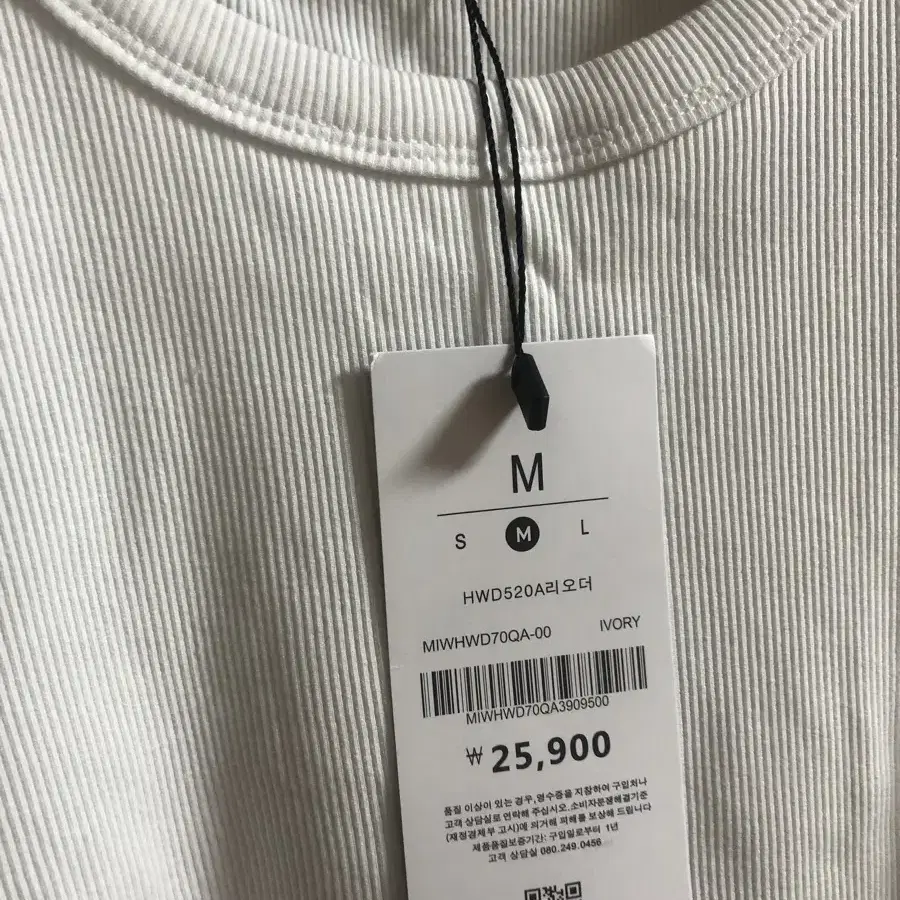 M
S M L
HWD520A리오더
MIWHWD70QA-00 IVORY
MIWHWD70QA3909500
₩ 25,900
품질 이상이 있는 경우,영수증을 지참하여 구입처나
고객 상담실로 연락해 주십시오.소비자분쟁해결기준
(재정경제부 고시)에 의거해 피해를 보상해 드립니다
제품품질보증기간: 구입일로부터 1년
고객 상담실 080.249.0456